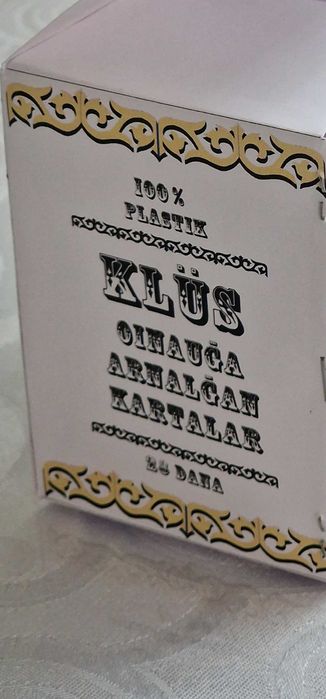 100%
PLASTIK
KLÜS
OINAUĞA
ARNALĞAN
KARTALAR
24 DANA